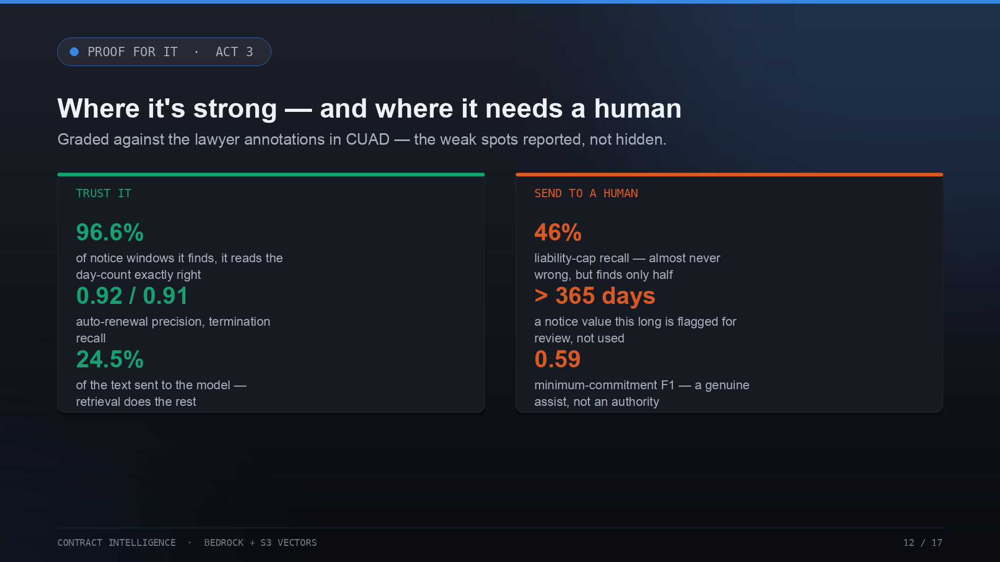 PROOF FOR IT · ACT 3
Where it's strong — and where it needs a human
Graded against the lawyer annotations in CUAD — the weak spots reported, not hidden.
TRUST IT
96.6%
of notice windows it finds, it reads the
day-count exactly right
0.92 / 0.91
auto-renewal precision, termination
recall
24.5%
of the text sent to the model —
retrieval does the rest
SEND TO A HUMAN
46%
liability-cap recall — almost never
wrong, but finds only half
> 365 days
a notice value this long is flagged for
review, not used
0.59
minimum-commitment F1 — a genuine
assist, not an authority
CONTRACT INTELLIGENCE · BEDROCK + S3 VECTORS
12 / 17